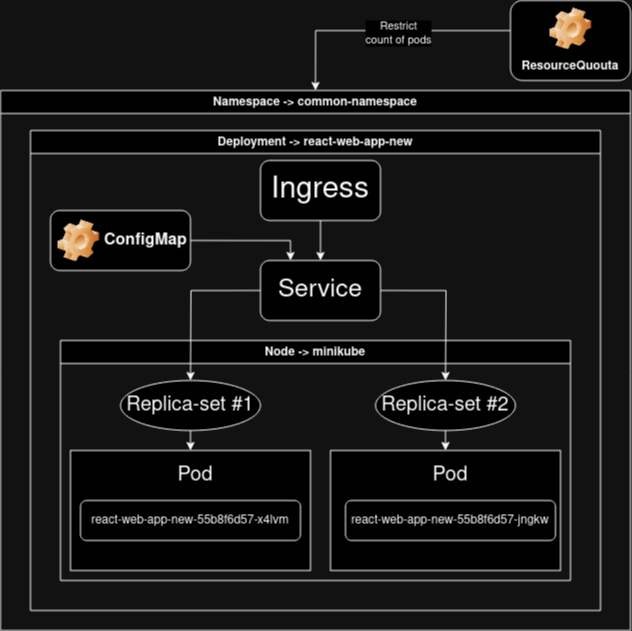 Restrict
count of pods
ResourceQuouta
Namespace -> common-namespace
Deployment -> react-web-app-new
Ingress
ConfigMap
Service
Node -> minikube
Replica-set #1
Replica-set #2
Pod
Pod
react-web-app-new-55b8f6d57-x4lvm
react-web-app-new-55b8f6d57-jngkw